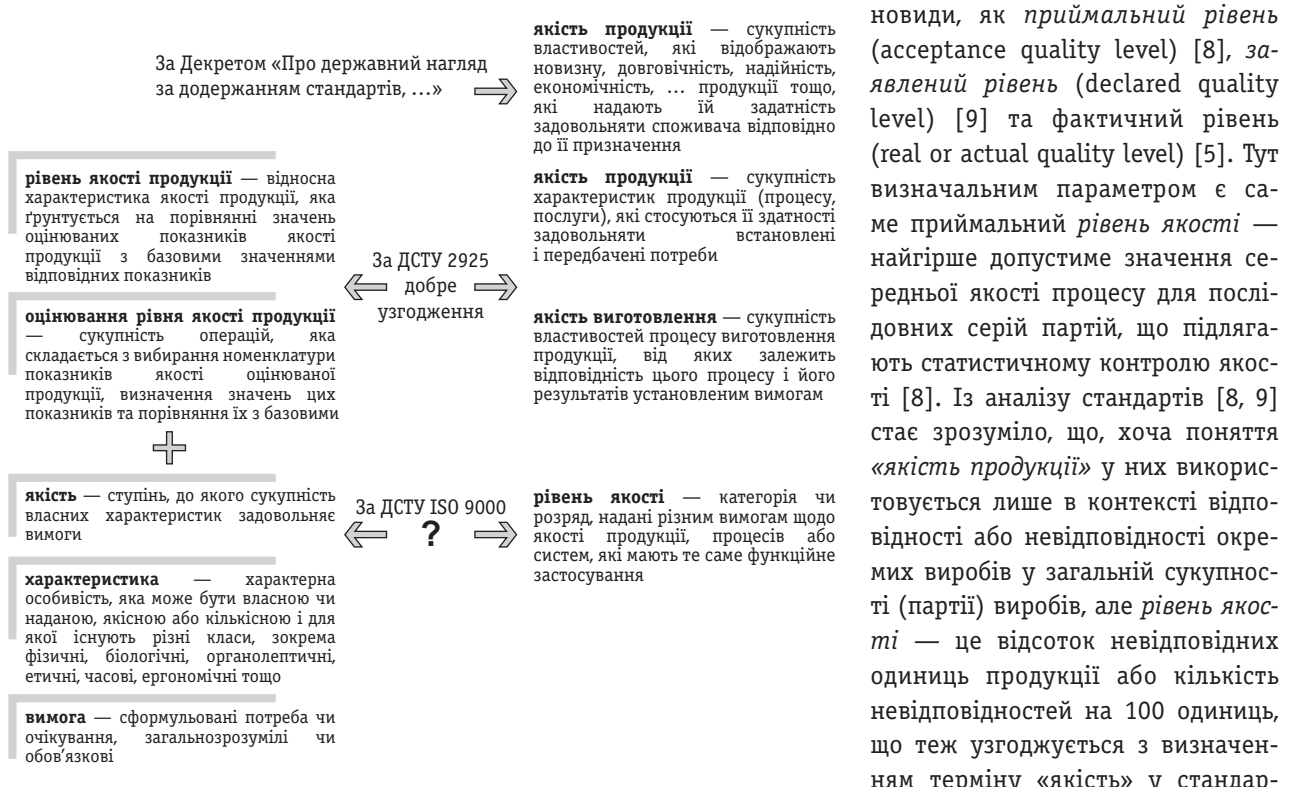 За Декретом «Про державний нагляд
за додержанням стандартів, …»
якість продукції — сукупність
властивостей, які відображають
новизну, довговічність, надійність,
економічність, … продукції тощо,
які надають їй задатність
задовольняти споживача відповідно
до її призначення
рівень якості продукції — відносна
характеристика якості продукції, яка
ґрунтується на порівнянні значень
оцінюваних показників якості
продукції з базовими значеннями
відповідних показників
оцінювання рівня якості продукції
— сукупність операцій, яка
складається з вибирання номенклатури
показників якості оцінюваної
продукції, визначення значень цих
показників та порівняння їх з базовими
За ДСТУ 2925
добре
узгодження
якість продукції — сукупність
характеристик продукції (процесу,
послуги), які стосуються її здатності
задовольняти встановлені
і передбачені потреби
якість виготовлення — сукупність
властивостей процесу виготовлення
продукції, від яких залежить
відповідність цього процесу і його
результатів установленим вимогам
якість — ступінь, до якого сукупність
власних характеристик задовольняє
вимоги
характеристика — характерна
особивість, яка може бути власною чи
наданою, якісною або кількісною і для
якої існують різні класи, зокрема
фізичні, біологічні, органолептичні,
етичні, часові, ергономічні тощо
вимога — сформульовані потреба чи
очікування, загальнозрозумілі чи
обов’язкові
За ДСТУ ISO 9000
?
рівень якості — категорія чи
розряд, надані різним вимогам щодо
якості продукції, процесів або
систем, які мають те саме функційне
застосування
новиди, як приймальний рівень
(acceptance quality level) [8], за-
явлений рівень (declared quality
level) [9] та фактичний рівень
(real or actual quality level) [5]. Тут
визначальним параметром є са-
ме приймальний рівень якості —
найгірше допустиме значення се-
редньої якості процесу для послі-
довних серій партій, що підляга-
ють статистичному контролю якос-
ті [8]. Із аналізу стандартів [8, 9]
стає зрозуміло, що, хоча поняття
«якість продукції» у них викорис-
товується лише в контексті відпо-
відності або невідповідності окре-
мих виробів у загальній сукупнос-
ті (партії) виробів, але рівень якос-
ті — це відсоток невідповідних
одиниць продукції або кількість
невідповідностей на 100 одиниць,
що теж узгоджується з визначен-
ням терміну «якість» у стандар-